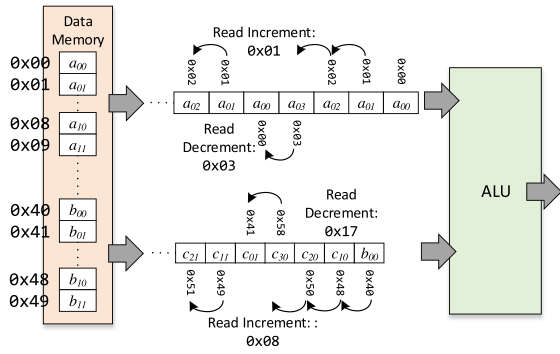 Data
Memory
0x00 a00
0x01 a01
0x08 a10
0x09 a11
0x40 b00
0x41 b01
0x48 b10
0x49 b11
Read Increment:
0x01
0x02 0x01 0x02 0x01 0x00
a02 a01 a00 a03 a02 a01 a00
Read
Decrement:
0x03
0x00 0x03
Read
Decrement:
0x17
0x41 0x58
c21 c11 c01 c30 c20 c10 b00
0x51 0x49 0x50 0x48 0x40
Read Increment: :
0x08
ALU